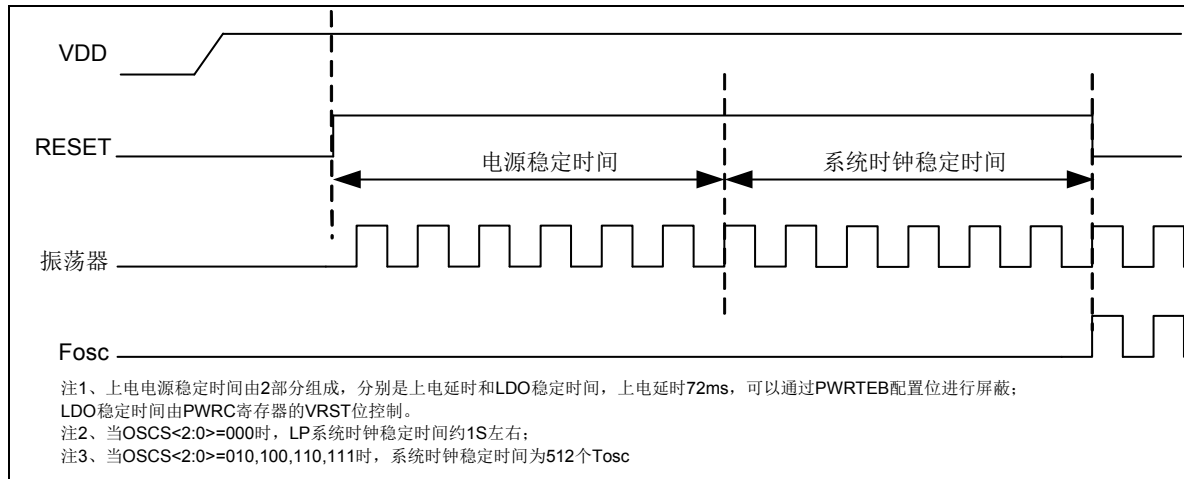 VDD
RESET
电源稳定时间
系统时钟稳定时间
振荡器
Fosc
注1、上电电源稳定时间由2部分组成，分别是上电延时和LDO稳定时间，上电延时72ms，可以通过PWRTEB配置位进行屏蔽；
LDO稳定时间由PWRC寄存器的VRST位控制。
注2、当OSCS<2:0>=000时，LP系统时钟稳定时间约1S左右；
注3、当OSCS<2:0>=010,100,110,111时，系统时钟稳定时间为512个Tosc